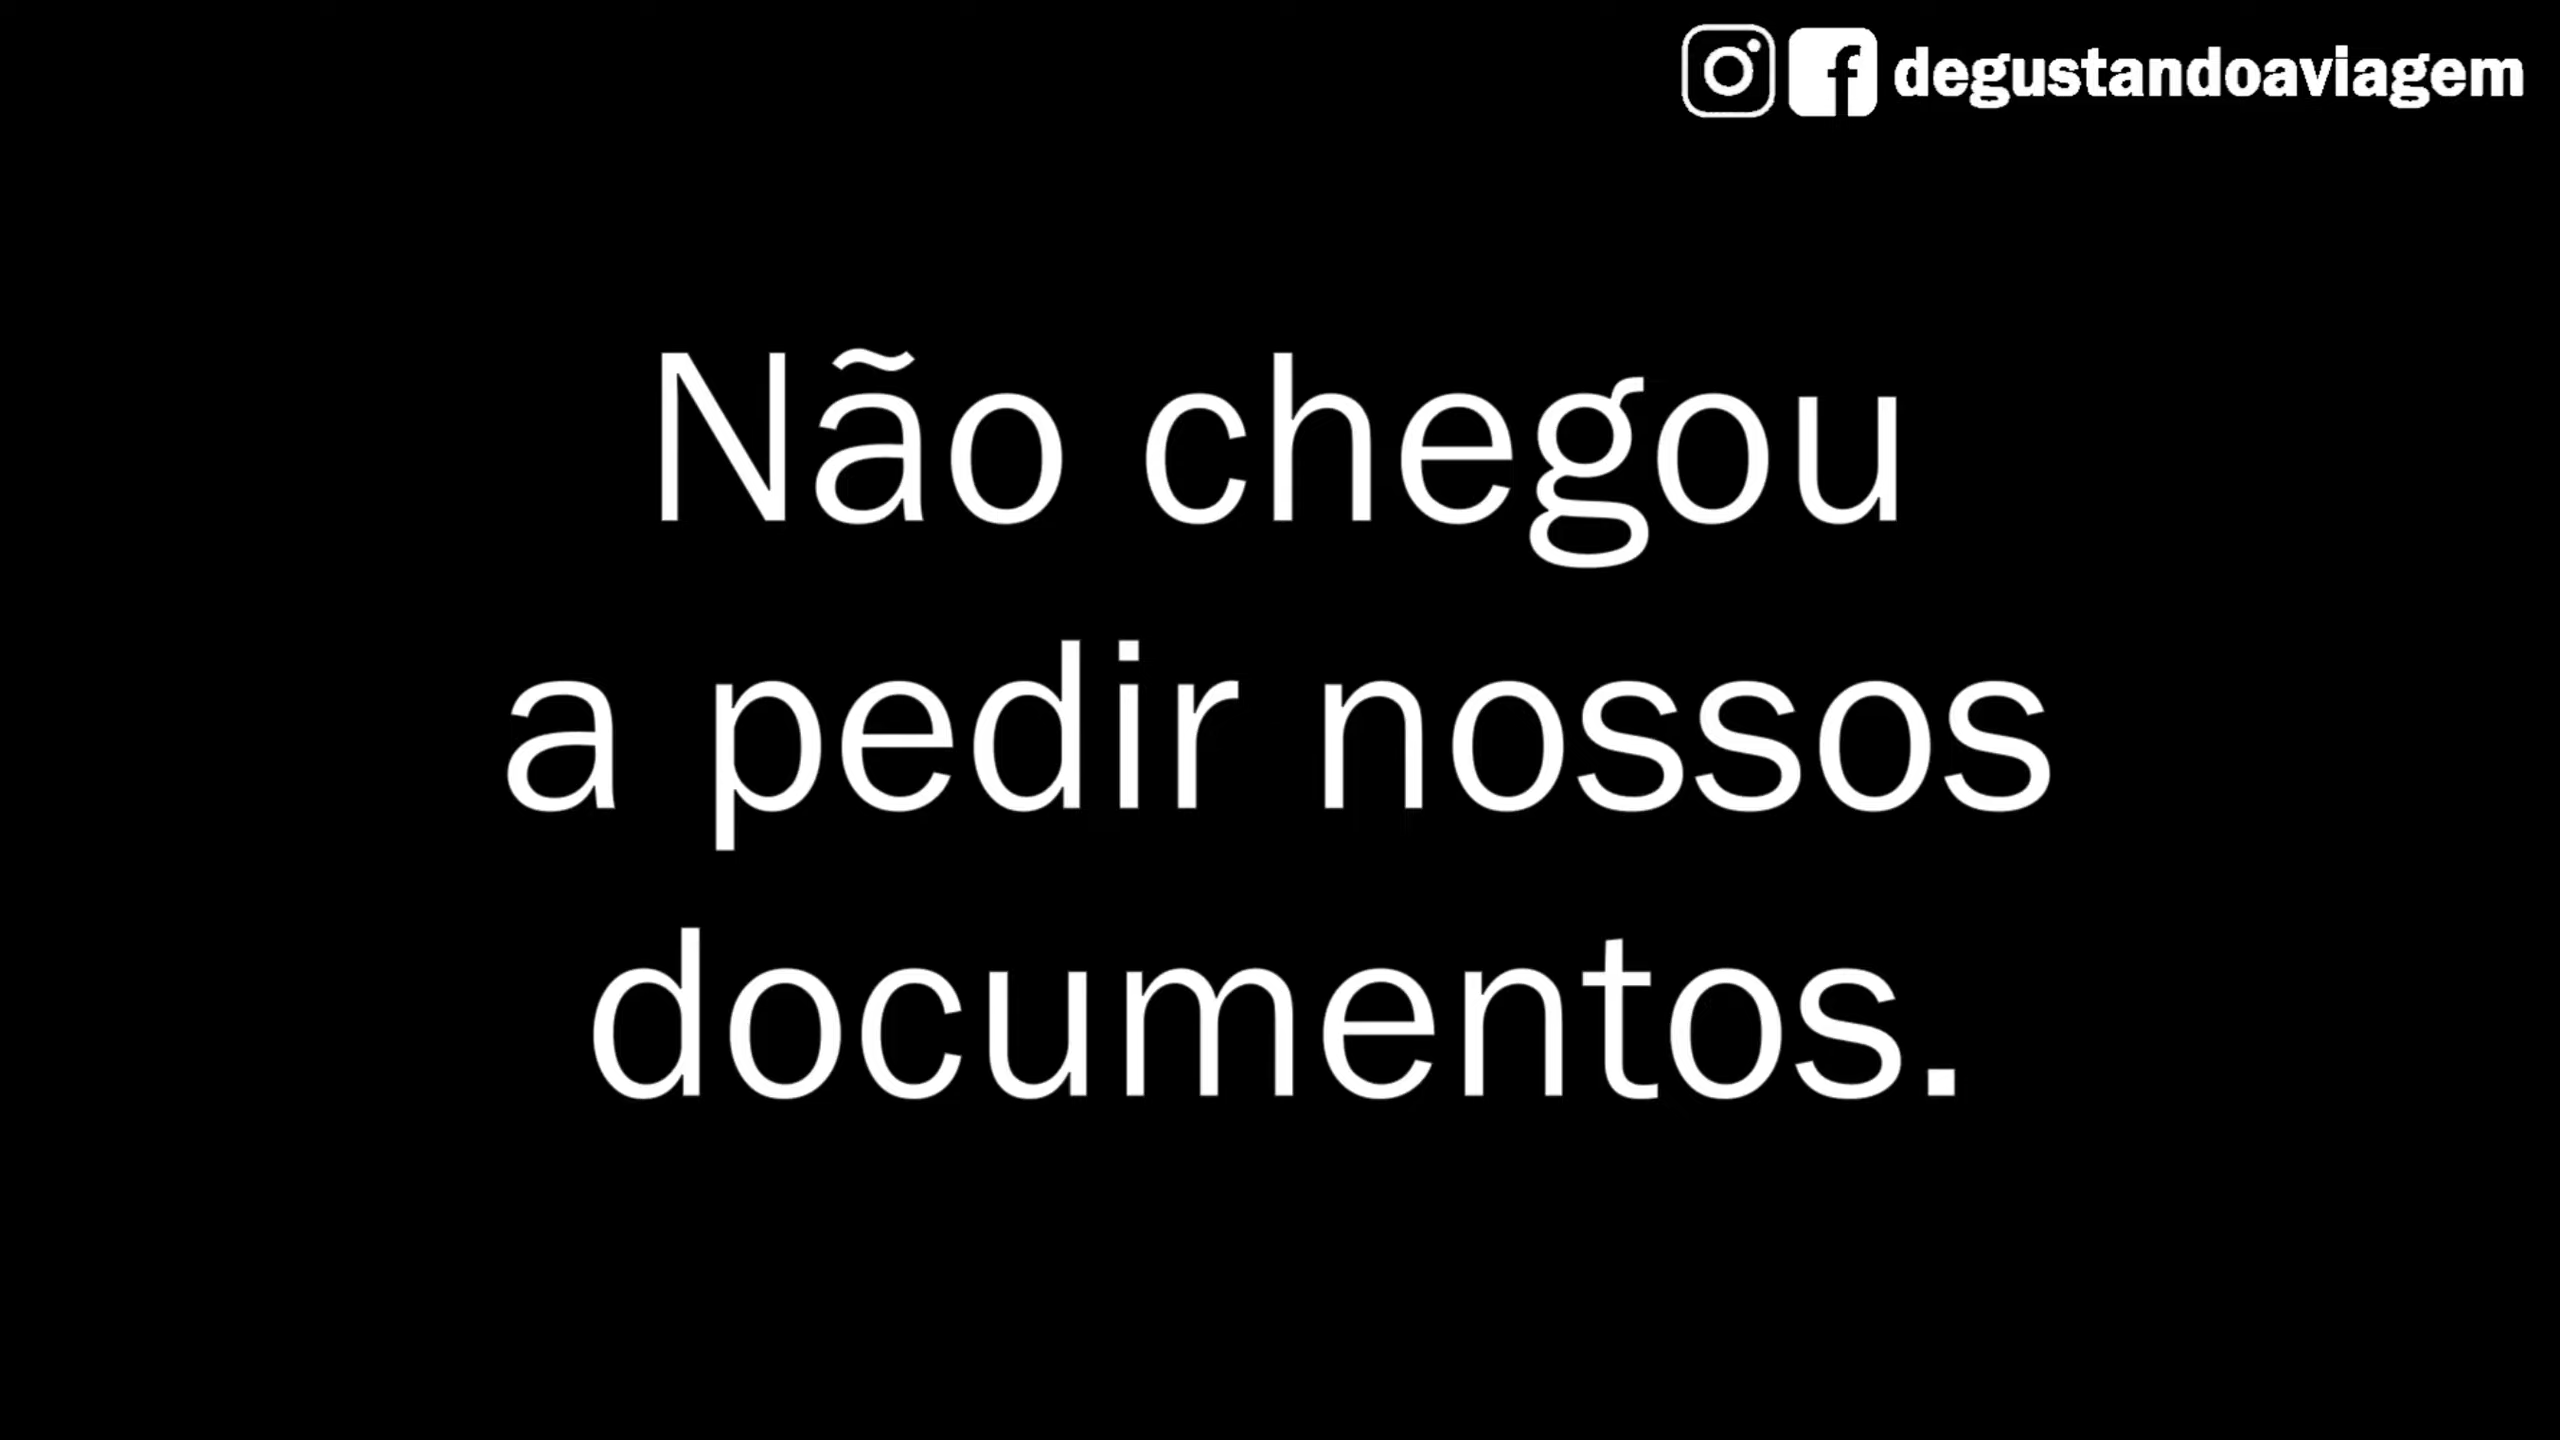 degustandoaviagem
Não chegou
a pedir nossos
documentos.